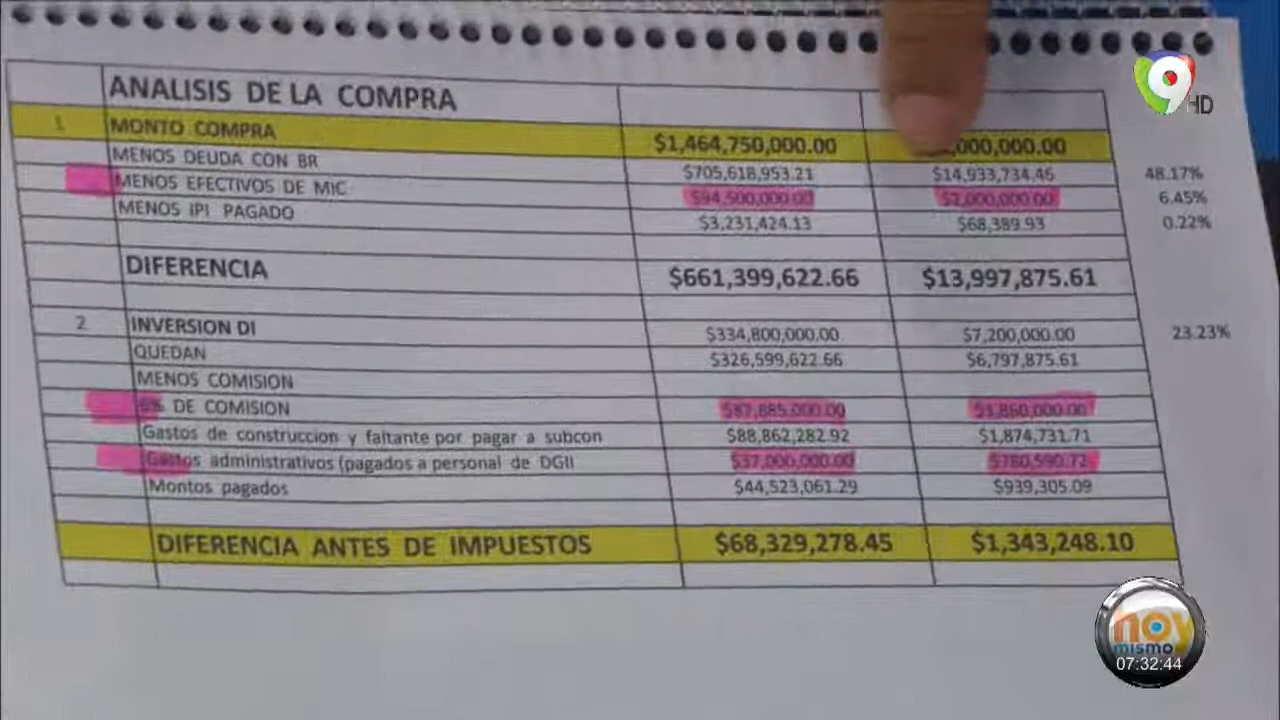 ANALISIS DE LA COMPRA
1 MONTO COMPRA $1,464,750,000.00 ,000,000.00
MENOS DEUDA CON BR $705,618,953.21 $14,933,734.46 48.17%
MENOS EFECTIVOS DE MIC $94,500,000.00 $2,000,000.00 6.45%
MENOS IPI PAGADO $3,231,424.13 $68,389.93 0.22%
DIFERENCIA $661,399,622.66 $13,997,875.61
2 INVERSION DI $334,800,000.00 $7,200,000.00 23.23%
QUEDAN $326,599,622.66 $6,797,875.61
MENOS COMISION
6% DE COMISION $87,885,000.00 $1,860,000.00
Gastos de construccion y faltante por pagar a subcon $88,862,282.92 $1,874,731.71
Gastos administrativos (pagados a personal de DGII $37,000,000.00 $780,590.72
Montos pagados $44,523,061.29 $939,305.09
DIFERENCIA ANTES DE IMPUESTOS $68,329,278.45 $1,343,248.10
9 HD
hoy
mismo
07:32:44